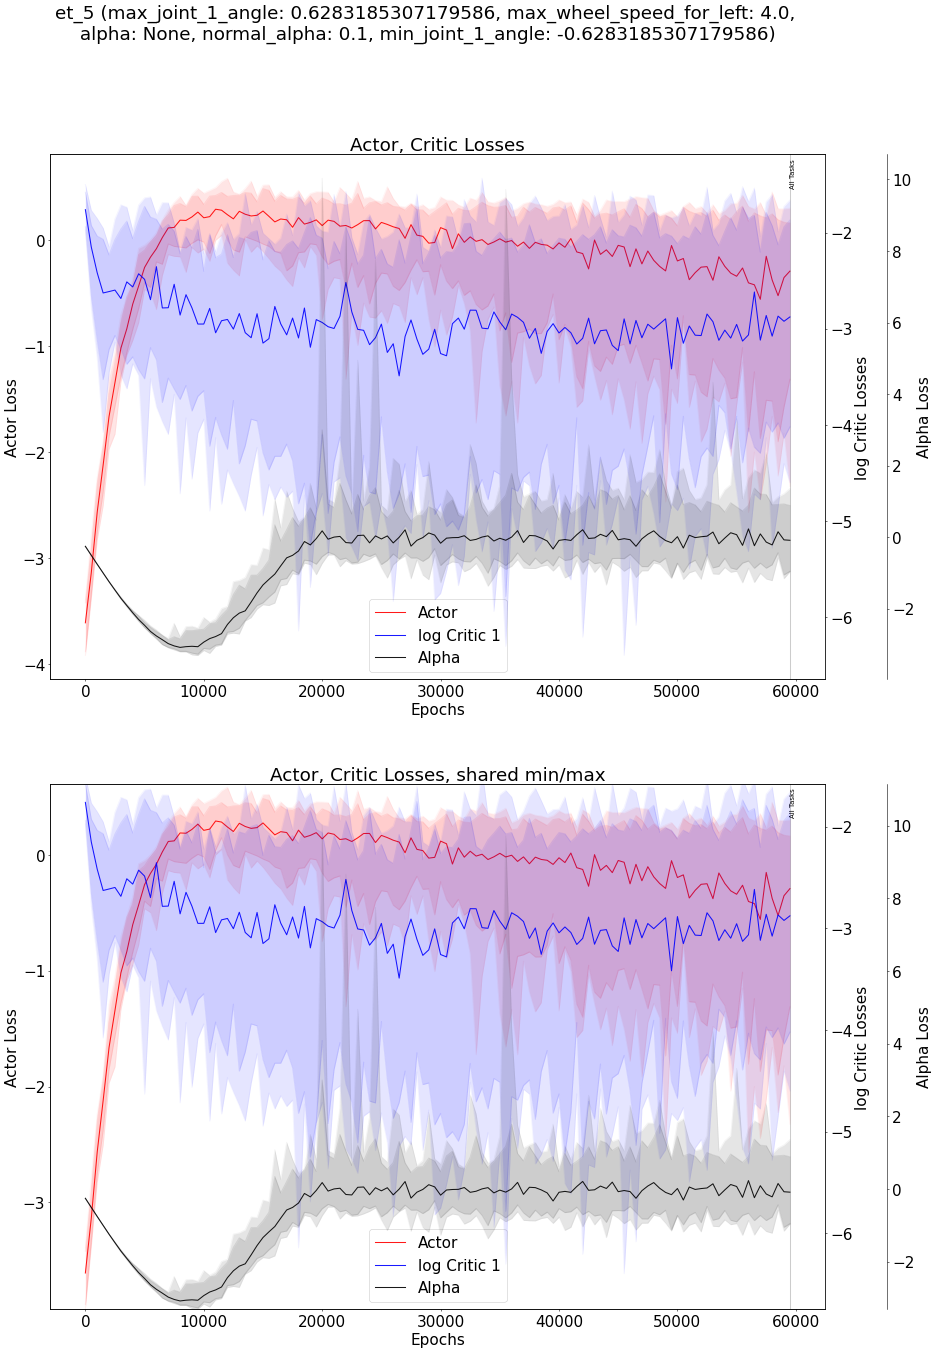 et_5 (max_joint_1_angle: 0.6283185307179586, max_wheel_speed_for_left: 4.0,
alpha: None, normal_alpha: 0.1, min_joint_1_angle: -0.6283185307179586)
Actor, Critic Losses
All Tasks
0
−1
−2
−3
−4
Actor Loss
−2
−3
−4
−5
−6
log Critic Losses
10
8
6
4
2
0
−2
Alpha Loss
Actor
log Critic 1
Alpha
0
10000
20000
30000
40000
50000
60000
Epochs
Actor, Critic Losses, shared min/max
All Tasks
0
−1
−2
−3
Actor Loss
−2
−3
−4
−5
−6
log Critic Losses
10
8
6
4
2
0
−2
Alpha Loss
Actor
log Critic 1
Alpha
0
10000
20000
30000
40000
50000
60000
Epochs